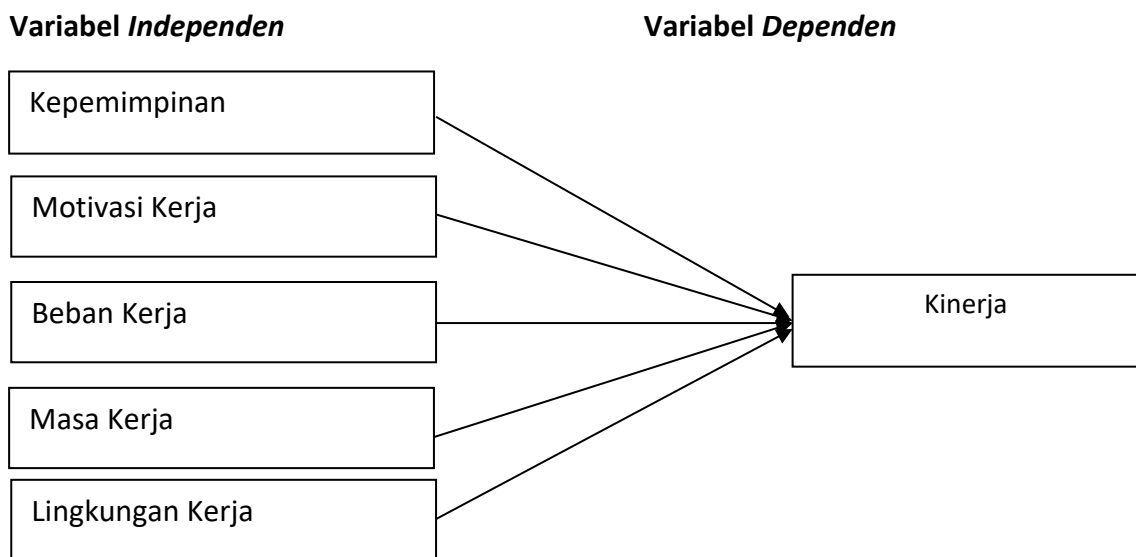 Variabel Independen
Variabel Dependen
Kepemimpinan
Motivasi Kerja
Beban Kerja
Kinerja
Masa Kerja
Lingkungan Kerja